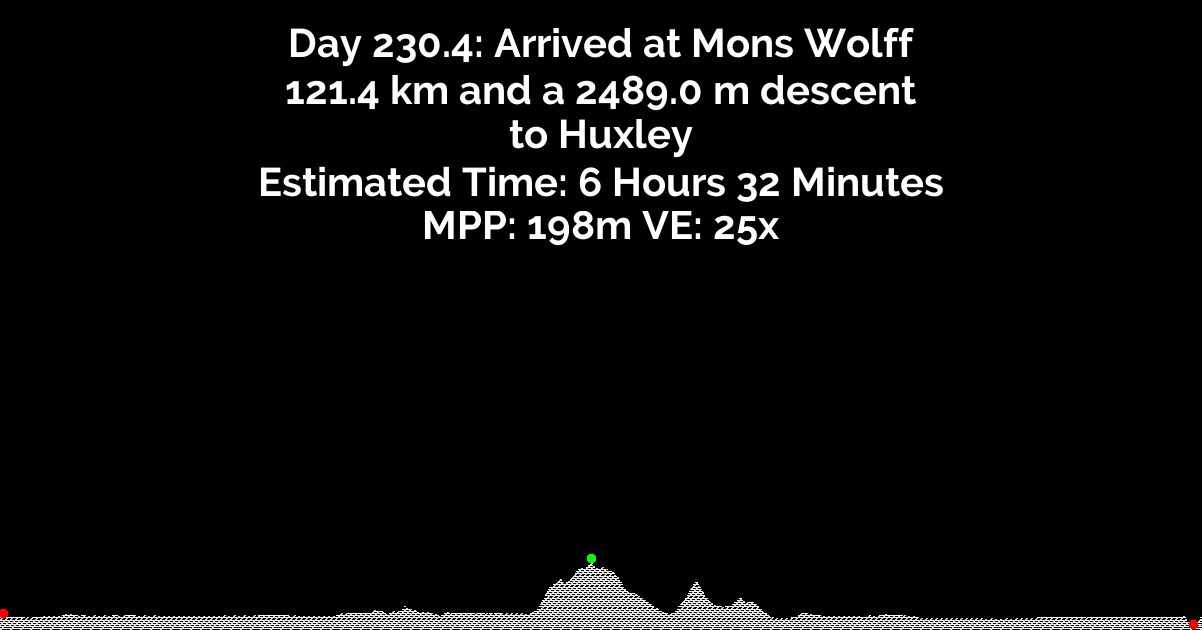 Day 230.4: Arrived at Mons Wolff
121.4 km and a 2489.0 m descent
to Huxley
Estimated Time: 6 Hours 32 Minutes
MPP: 198m VE: 25x